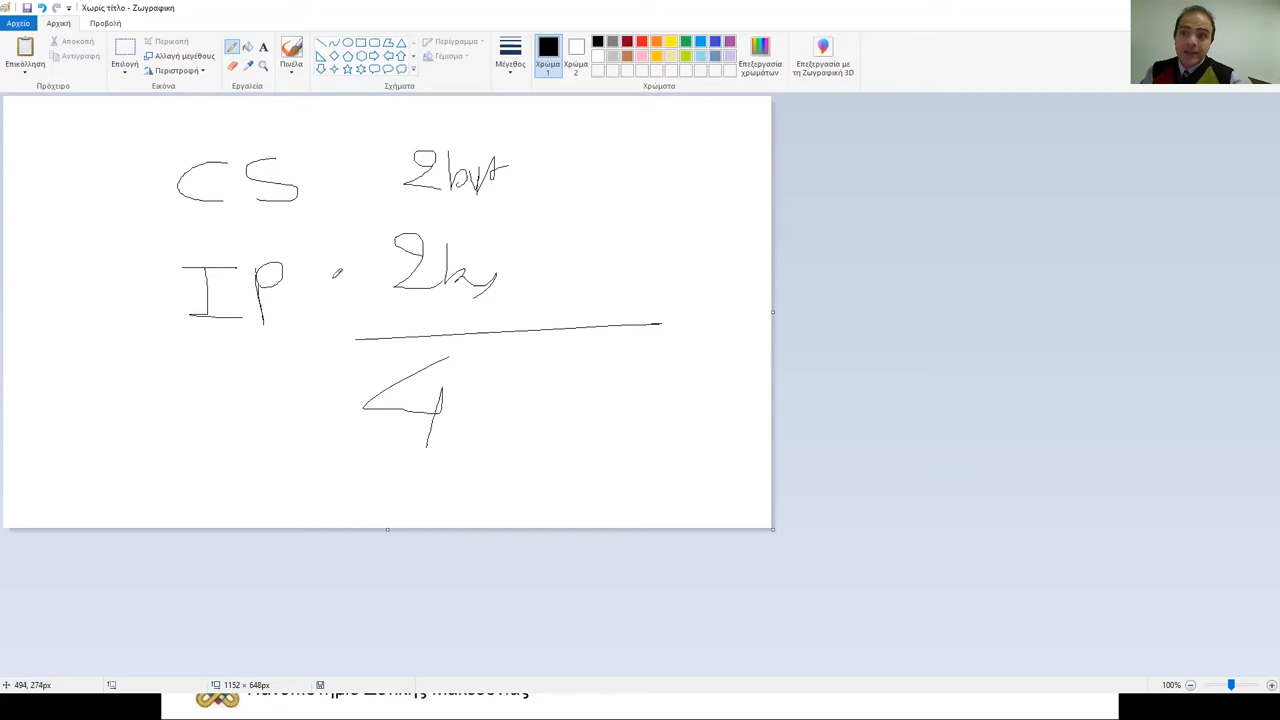 Χωρίς τίτλο - Ζωγραφική
Αρχείο Αρχική Προβολή
Επικόλληση
Αποκοπή
Αντιγραφή
Πρόχειρο
Επιλογή
Περικοπή
Αλλαγή μεγέθους
Περιστροφή
Εικόνα
A
Εργαλεία
Πινέλα
Σχήματα
Περίγραμμα
Γέμισμα
Μέγεθος
Χρώμα 1
Χρώμα 2
Χρώματα
Επεξεργασία χρωμάτων
Επεξεργασία με τη Ζωγραφική 3D
CS 2byt
IP 2by
4
494, 274px 1152 × 648px 100%